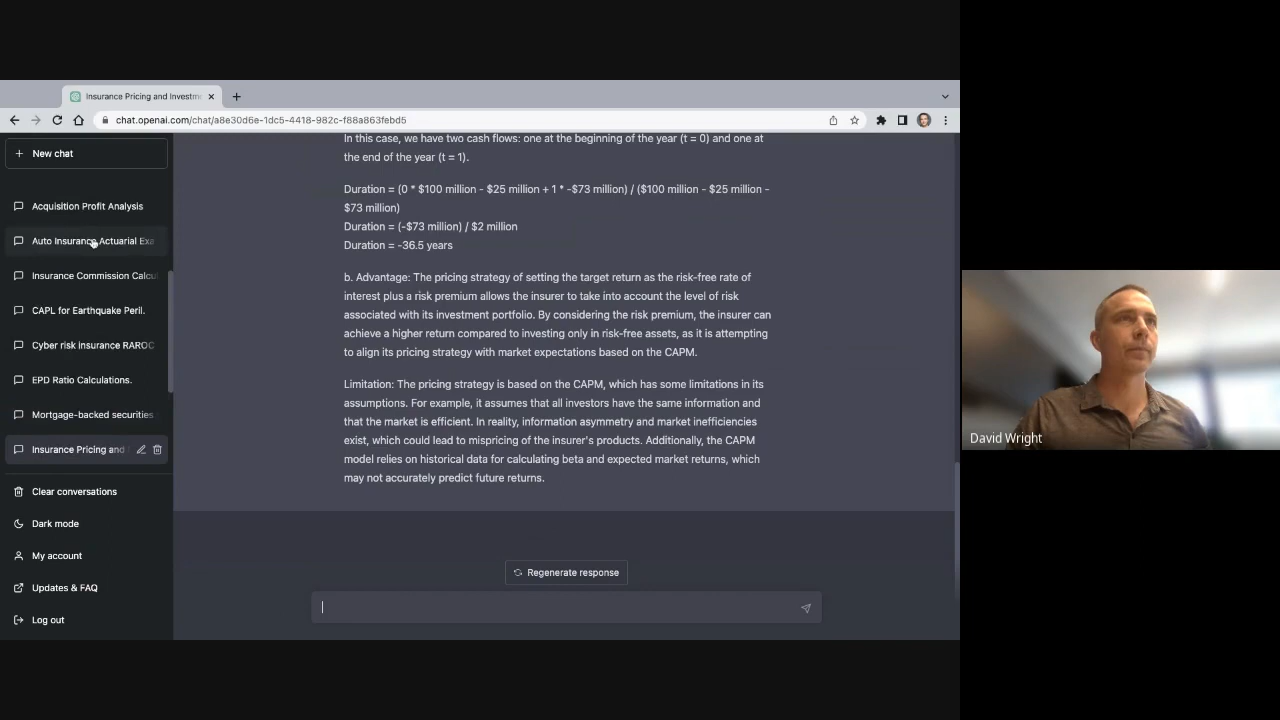 Insurance Pricing and Investm
chat.openai.com/chat/a8e30d6e-1dc5-4418-982c-f88a863febd5
New chat
Acquisition Profit Analysis
Auto Insurance Actuarial Exa
Insurance Commission Calcu
CAPL for Earthquake Peril.
Cyber risk insurance RAROC
EPD Ratio Calculations.
Mortgage-backed securities
Insurance Pricing and
Clear conversations
Dark mode
My account
Updates & FAQ
Log out
In this case, we have two cash flows: one at the beginning of the year (t = 0) and one at
the end of the year (t = 1).
Duration = (0 * $100 million - $25 million + 1 * -$73 million) / ($100 million - $25 million -
$73 million)
Duration = (-$73 million) / $2 million
Duration = -36.5 years
b. Advantage: The pricing strategy of setting the target return as the risk-free rate of
interest plus a risk premium allows the insurer to take into account the level of risk
associated with its investment portfolio. By considering the risk premium, the insurer can
achieve a higher return compared to investing only in risk-free assets, as it is attempting
to align its pricing strategy with market expectations based on the CAPM.
Limitation: The pricing strategy is based on the CAPM, which has some limitations in its
assumptions. For example, it assumes that all investors have the same information and
that the market is efficient. In reality, information asymmetry and market inefficiencies
exist, which could lead to mispricing of the insurer's products. Additionally, the CAPM
model relies on historical data for calculating beta and expected market returns, which
may not accurately predict future returns.
Regenerate response
David Wright